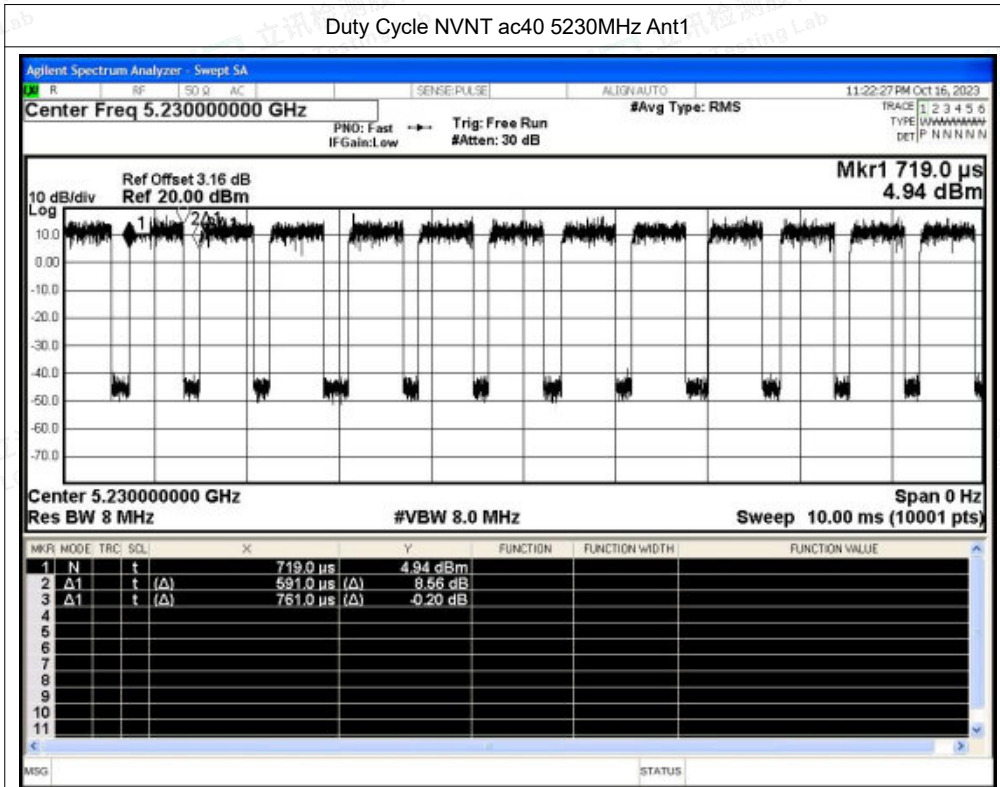 Duty Cycle NVNT ac40 5230MHz Ant1
Agilent Spectrum Analyzer - Swept SA
R RF 50 Ω AC SENSE:PULSE ALIGN AUTO 11:22:27 PM Oct 16, 2023
Center Freq 5.230000000 GHz #Avg Type: RMS TRACE 1 2 3 4 5 6
PNO: Fast Trig: Free Run TYPE
IFGain:Low #Atten: 30 dB DET P N N N N N
Mkr1 719.0 µs
Ref Offset 3.16 dB
10 dB/div Ref 20.00 dBm 4.94 dBm
Log
10.0
0.00
-10.0
-20.0
-30.0
-40.0
-50.0
-60.0
-70.0
1
2Δ1
Center 5.230000000 GHz Span 0 Hz
Res BW 8 MHz #VBW 8.0 MHz Sweep 10.00 ms (10001 pts)
MKR MODE TRC SCL X Y FUNCTION FUNCTION WIDTH FUNCTION VALUE
1 N t 719.0 µs 4.94 dBm
2 Δ1 t (Δ) 591.0 µs (Δ) 8.56 dB
3 Δ1 t (Δ) 761.0 µs (Δ) -0.20 dB
4
5
6
7
8
9
10
11
MSG STATUS